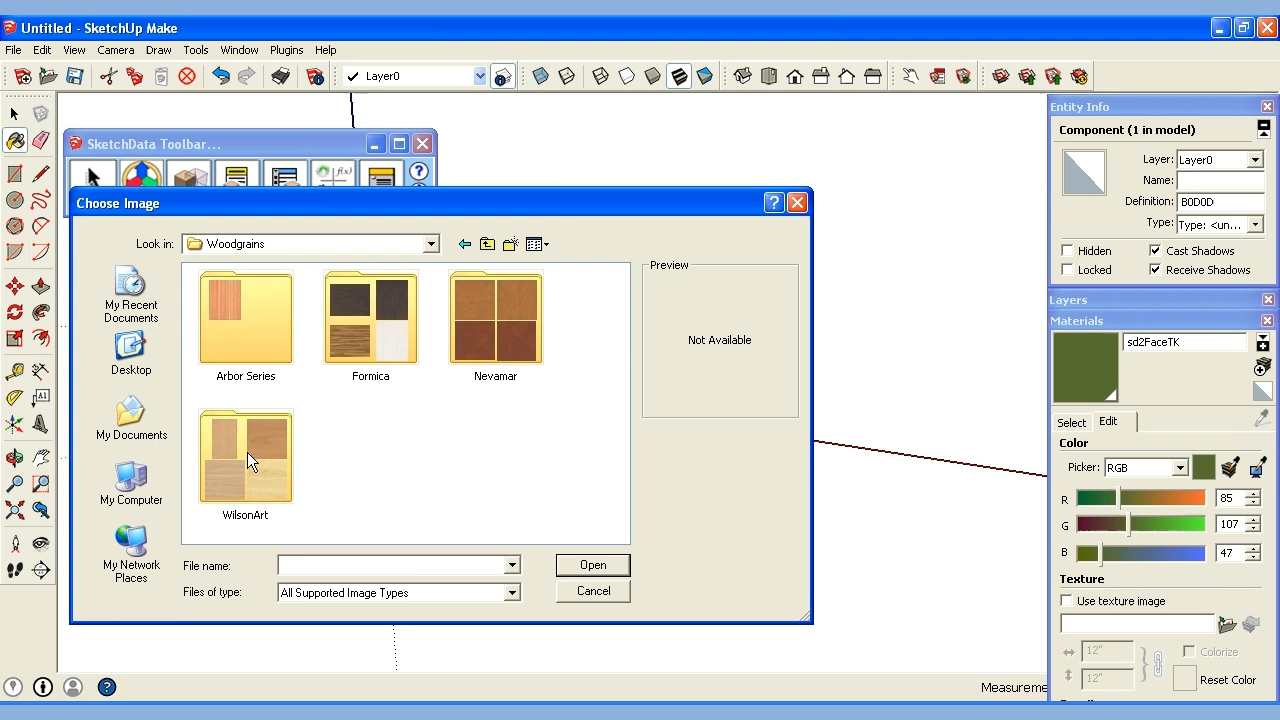 Untitled - SketchUp Make
File Edit View Camera Draw Tools Window Plugins Help
Layer0
SketchData Toolbar...
Choose Image
Look in: Woodgrains
My Recent Documents
Desktop
My Documents
My Computer
My Network Places
Arbor Series
Formica
Nevamar
WilsonArt
Preview
Not Available
File name:
Open
Files of type: All Supported Image Types
Cancel
Entity Info
Component (1 in model)
Layer: Layer0
Name:
Definition: B0D0D
Type: Type: <un...
Hidden
Cast Shadows
Locked
Receive Shadows
Layers
Materials
sd2FaceTK
Select Edit
Color
Picker: RGB
R 85
G 107
B 47
Texture
Use texture image
12"
Colorize
12"
Reset Color
Measureme